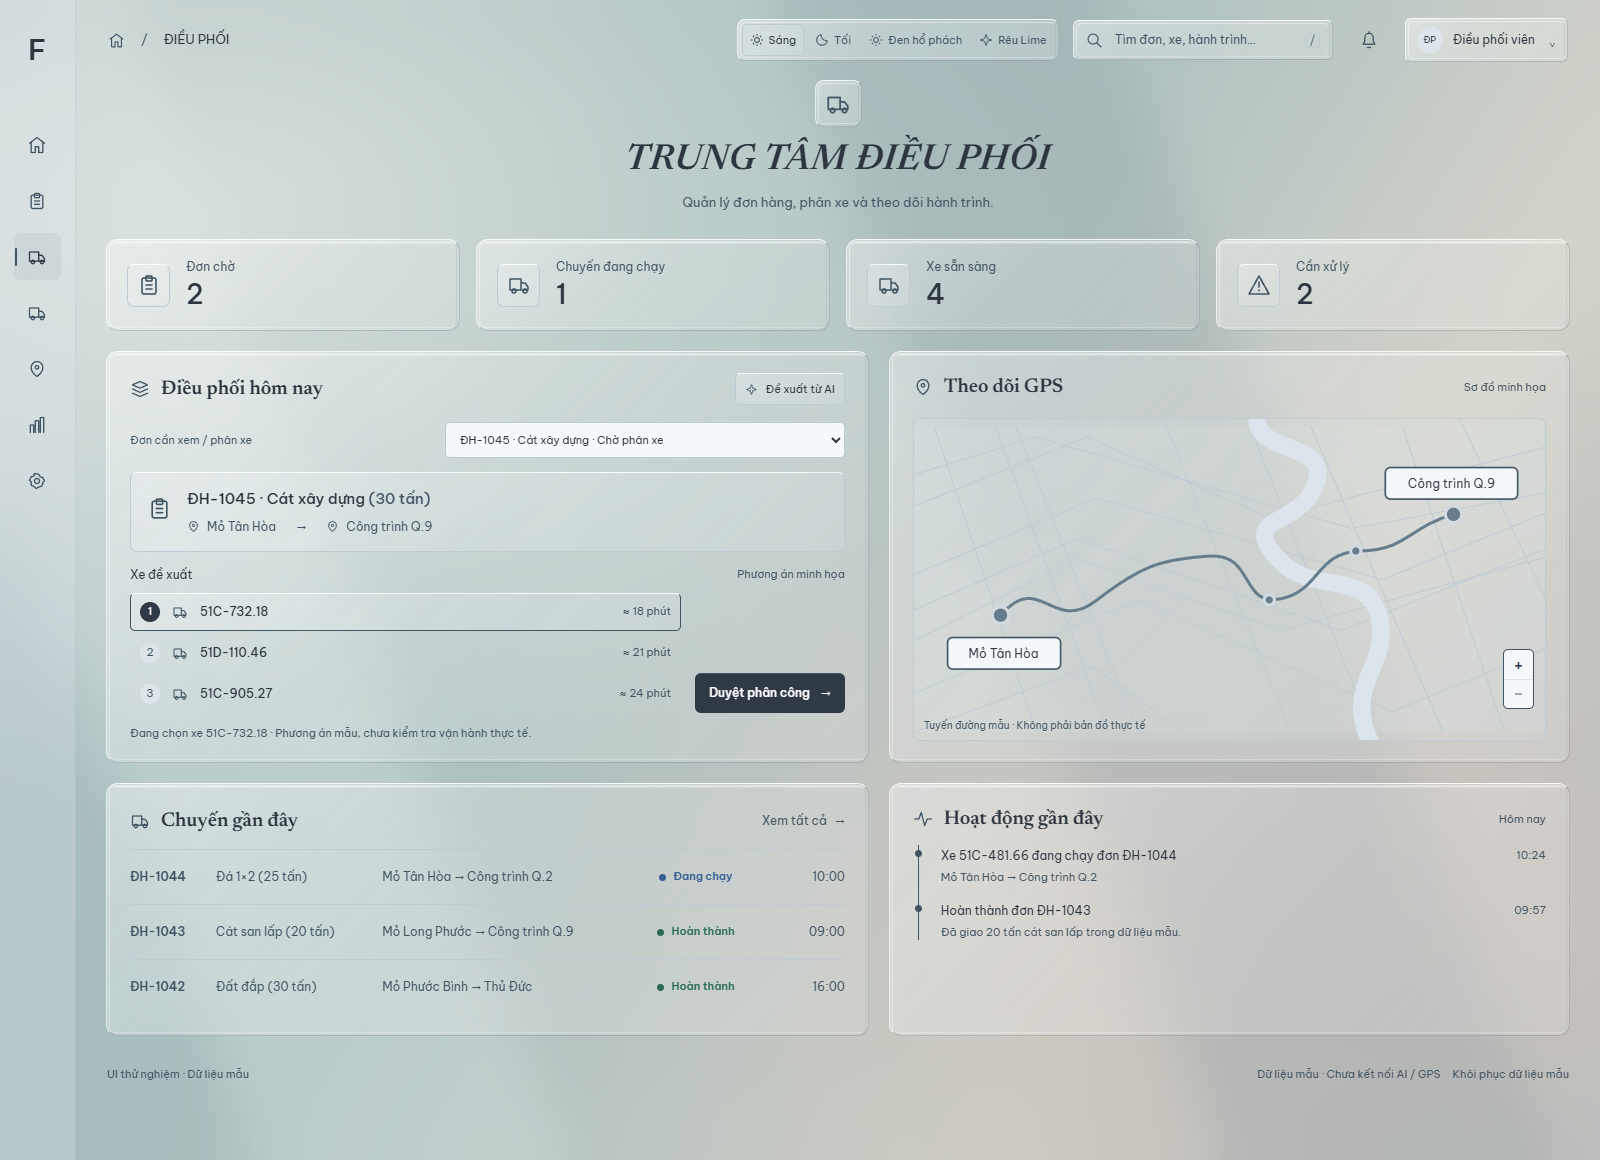 F
/ ĐIỀU PHỐI
Sáng Tối Đen hổ phách Rêu Lime
Tìm đơn, xe, hành trình... /
ĐP Điều phối viên
TRUNG TÂM ĐIỀU PHỐI
Quản lý đơn hàng, phân xe và theo dõi hành trình.
Đơn chờ
2
Chuyến đang chạy
1
Xe sẵn sàng
4
Cần xử lý
2
Điều phối hôm nay
Đề xuất từ AI
Đơn cần xem / phân xe
ĐH-1045 · Cát xây dựng · Chờ phân xe
ĐH-1045 · Cát xây dựng (30 tấn)
Mỏ Tân Hòa → Công trình Q.9
Xe đề xuất
Phương án minh họa
1 51C-732.18 ≈ 18 phút
2 51D-110.46 ≈ 21 phút
3 51C-905.27 ≈ 24 phút
Duyệt phân công →
Đang chọn xe 51C-732.18 · Phương án mẫu, chưa kiểm tra vận hành thực tế.
Theo dõi GPS
Sơ đồ minh họa
Công trình Q.9
Mỏ Tân Hòa
+
−
Tuyến đường mẫu · Không phải bản đồ thực tế
Chuyến gần đây
Xem tất cả →
ĐH-1044 Đá 1×2 (25 tấn) Mỏ Tân Hòa → Công trình Q.2 Đang chạy 10:00
ĐH-1043 Cát san lấp (20 tấn) Mỏ Long Phước → Công trình Q.9 Hoàn thành 09:00
ĐH-1042 Đất đắp (30 tấn) Mỏ Phước Bình → Thủ Đức Hoàn thành 16:00
Hoạt động gần đây
Hôm nay
Xe 51C-481.66 đang chạy đơn ĐH-1044 10:24
Mỏ Tân Hòa → Công trình Q.2
Hoàn thành đơn ĐH-1043 09:57
Đã giao 20 tấn cát san lấp trong dữ liệu mẫu.
UI thử nghiệm · Dữ liệu mẫu
Dữ liệu mẫu · Chưa kết nối AI / GPS Khôi phục dữ liệu mẫu